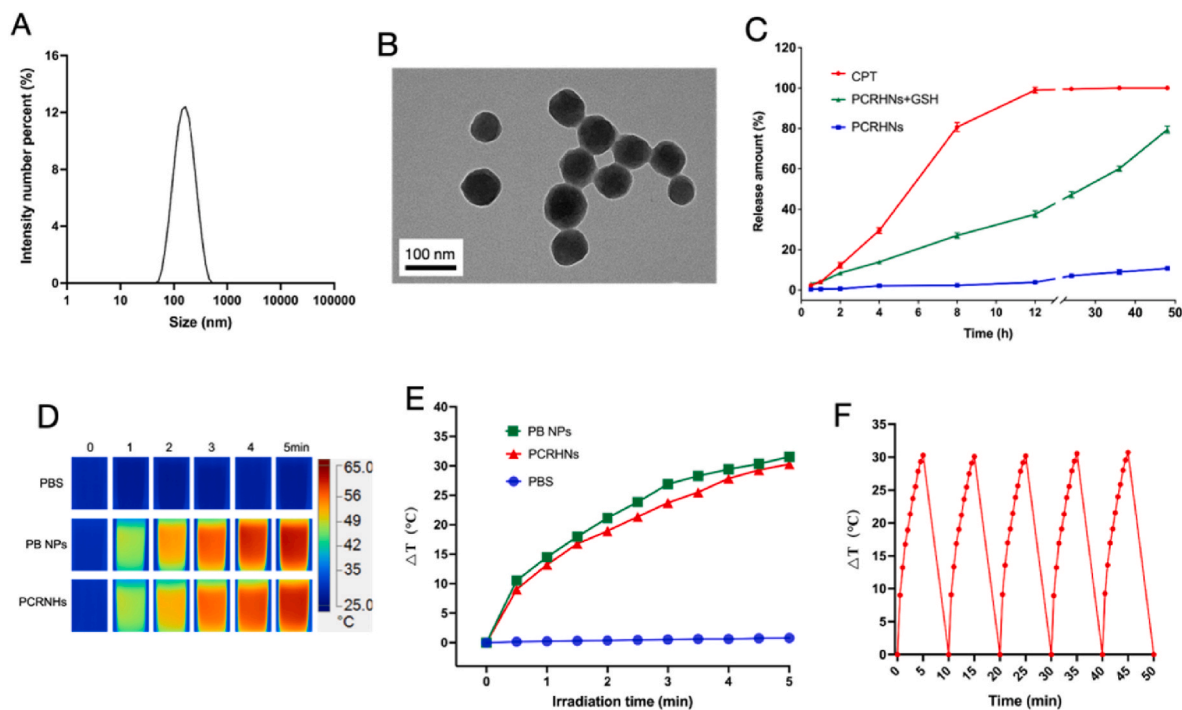 A
16
12
8
4
0
1
10
100
1000
10000
100000
Intensity number percent (%)
Size (nm)
B
100 nm
C
120
100
80
60
40
20
0
2
4
6
8
10
12
30
40
50
Release amount (%)
Time (h)
CPT
PCRHNs+GSH
PCRHNs
D
0 1 2 3 4 5min
PBS
PB NPs
PCRNHs
65.0
56
49
42
35
25.0
°C
E
40
35
30
25
20
15
10
5
0
0 1 2 3 4 5
△T (℃)
Irradiation time (min)
PB NPs
PCRHNs
PBS
F
35
30
25
20
15
10
5
0
0 5 10 15 20 25 30 35 40 45 50
△T (℃)
Time (min)